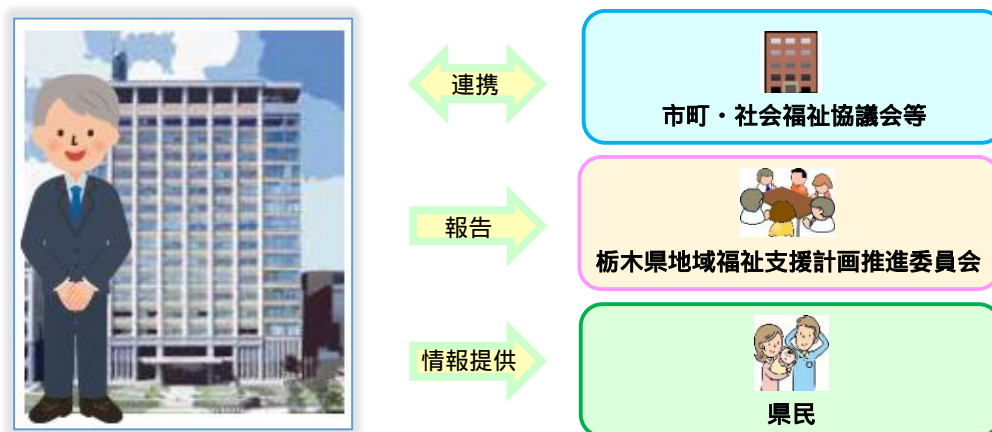 連携
市町・社会福祉協議会等
報告
栃木県地域福祉支援計画推進委員会
情報提供
県民